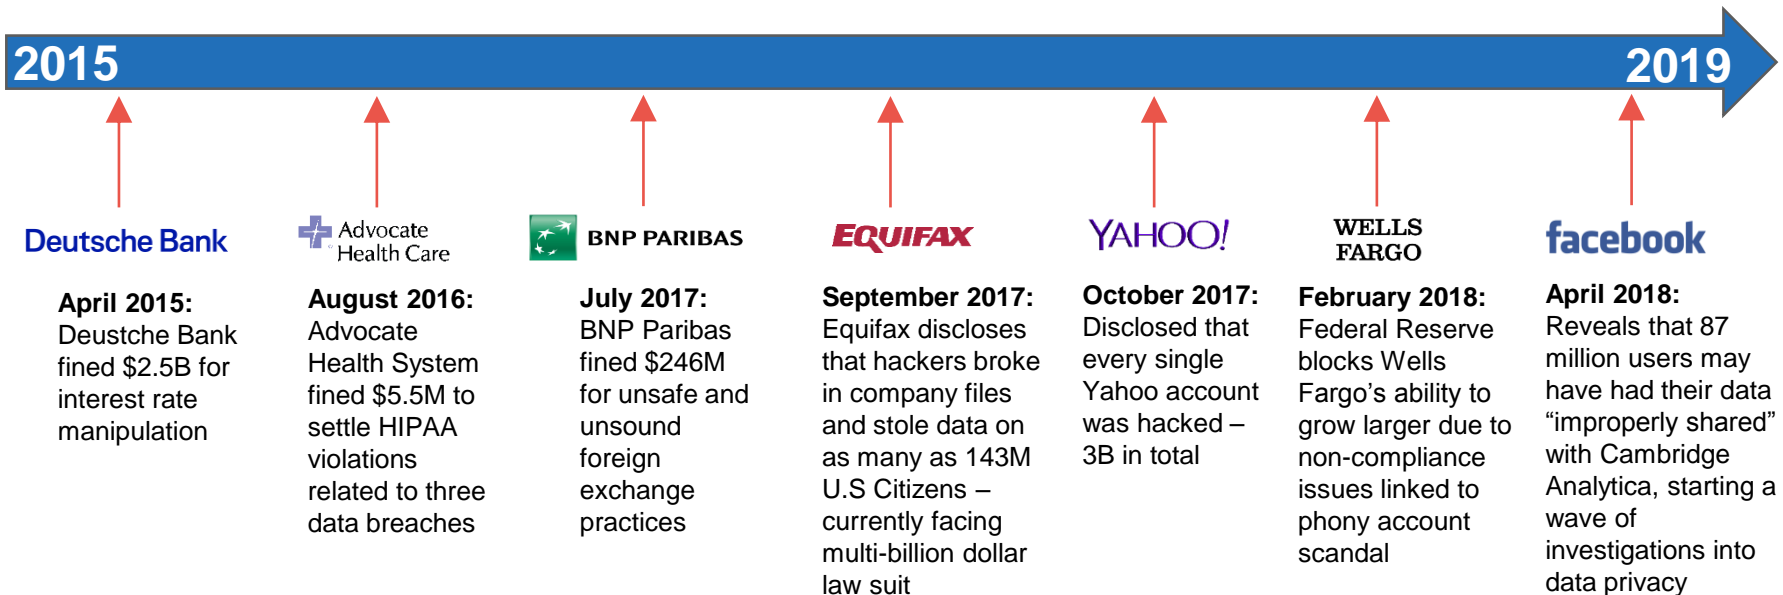 2015
2019
Deutsche Bank
April 2015:
Deustche Bank
fined $2.5B for
interest rate
manipulation
Advocate
Health Care
August 2016:
Advocate
Health System
fined $5.5M to
settle HIPAA
violations
related to three
data breaches
BNP PARIBAS
July 2017:
BNP Paribas
fined $246M
for unsafe and
unsound
foreign
exchange
practices
EQUIFAX
September 2017:
Equifax discloses
that hackers broke
in company files
and stole data on
as many as 143M
U.S Citizens –
currently facing
multi-billion dollar
law suit
YAHOO!
October 2017:
Disclosed that
every single
Yahoo account
was hacked –
3B in total
WELLS
FARGO
February 2018:
Federal Reserve
blocks Wells
Fargo’s ability to
grow larger due to
non-compliance
issues linked to
phony account
scandal
facebook
April 2018:
Reveals that 87
million users may
have had their data
“improperly shared”
with Cambridge
Analytica, starting a
wave of
investigations into
data privacy